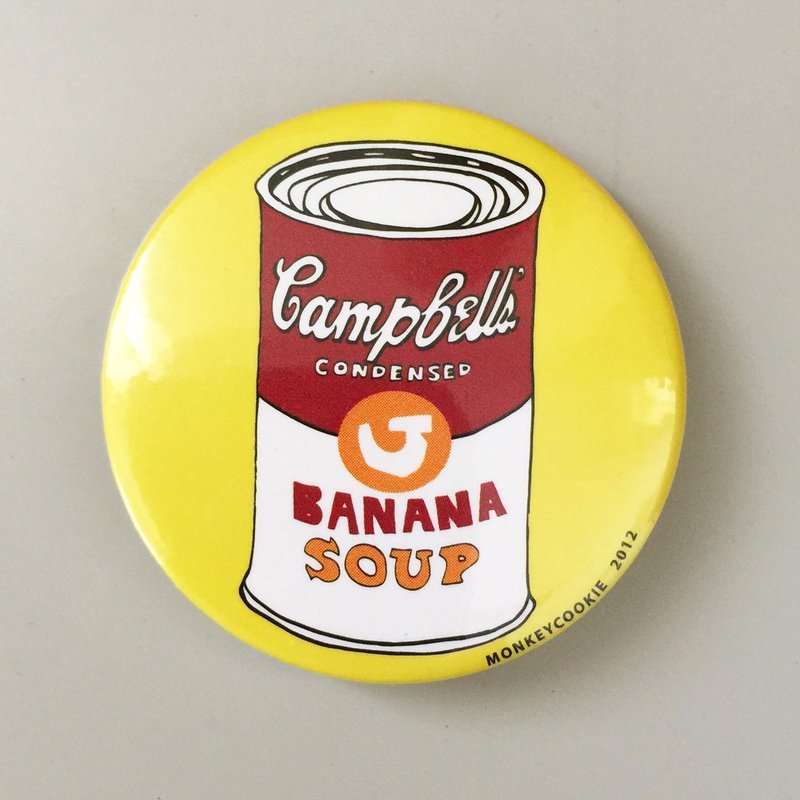 Campbell's
CONDENSED
BANANA
SOUP
MONKEYCOOKIE 2012